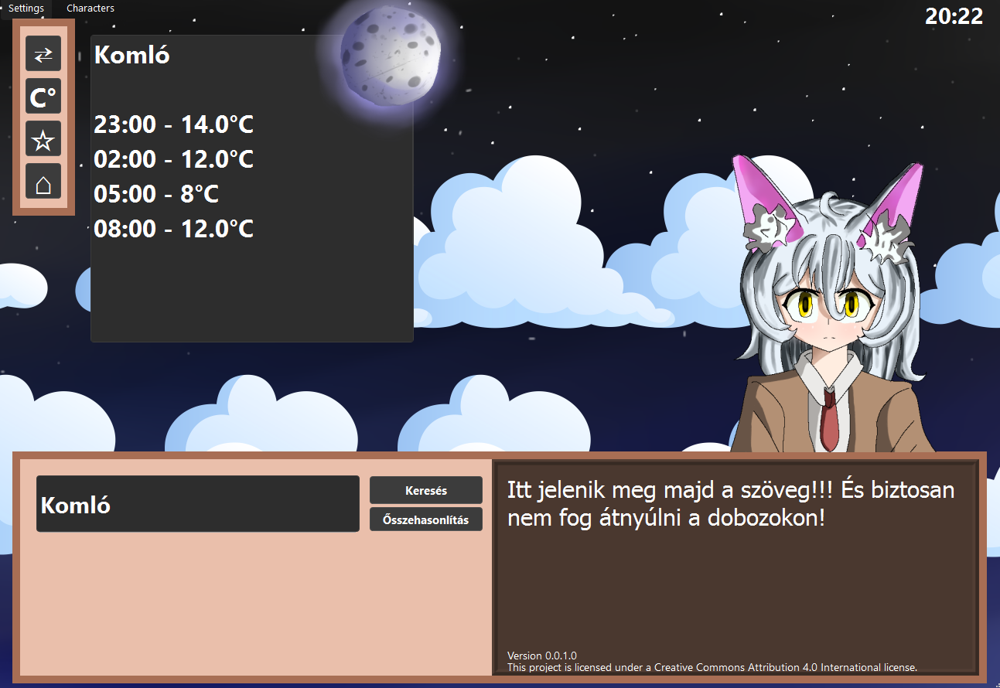 Settings
Characters
20:22
C°
Komló
23:00 - 14.0°C
02:00 - 12.0°C
05:00 - 8°C
08:00 - 12.0°C
Komló
Keresés
Összehasonlítás
Itt jelenik meg majd a szöveg!!! És biztosan
nem fog átnyúlni a dobozokon!
Version 0.0.1.0
This project is licensed under a Creative Commons Attribution 4.0 International license.